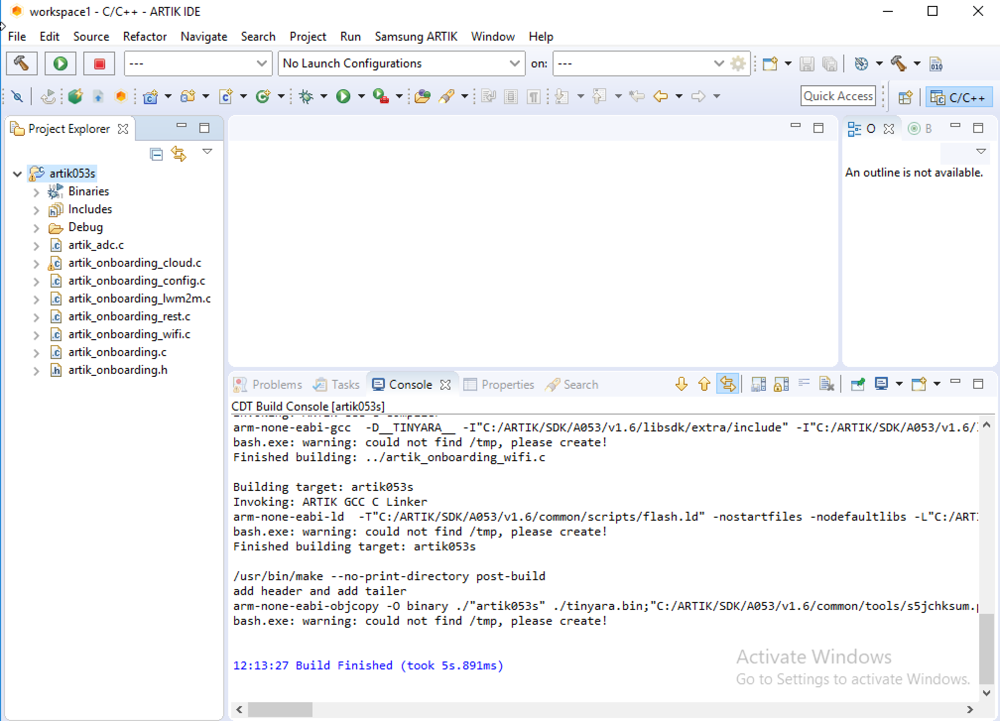 workspace1 - C/C++ - ARTIK IDE
File Edit Source Refactor Navigate Search Project Run Samsung ARTIK Window Help
--- No Launch Configurations on: ---
010
Quick Access C/C++
Project Explorer
artik053s
Binaries
Includes
Debug
artik_adc.c
artik_onboarding_cloud.c
artik_onboarding_config.c
artik_onboarding_lwm2m.c
artik_onboarding_rest.c
artik_onboarding_wifi.c
artik_onboarding.c
artik_onboarding.h
O B
An outline is not available.
Problems Tasks Console Properties Search
CDT Build Console [artik053s]
arm-none-eabi-gcc -D__TINYARA__ -I"C:/ARTIK/SDK/A053/v1.6/libsdk/extra/include" -I"C:/ARTIK/SDK/A053/v1.6/
bash.exe: warning: could not find /tmp, please create!
Finished building: ../artik_onboarding_wifi.c
Building target: artik053s
Invoking: ARTIK GCC C Linker
arm-none-eabi-ld -T"C:/ARTIK/SDK/A053/v1.6/common/scripts/flash.ld" -nostartfiles -nodefaultlibs -L"C:/ARTI
bash.exe: warning: could not find /tmp, please create!
Finished building target: artik053s
/usr/bin/make --no-print-directory post-build
add header and add tailer
arm-none-eabi-objcopy -O binary ./"artik053s" ./tinyara.bin;"C:/ARTIK/SDK/A053/v1.6/common/tools/s5jchksum.p
bash.exe: warning: could not find /tmp, please create!
12:13:27 Build Finished (took 5s.891ms)
Activate Windows
Go to Settings to activate Windows.